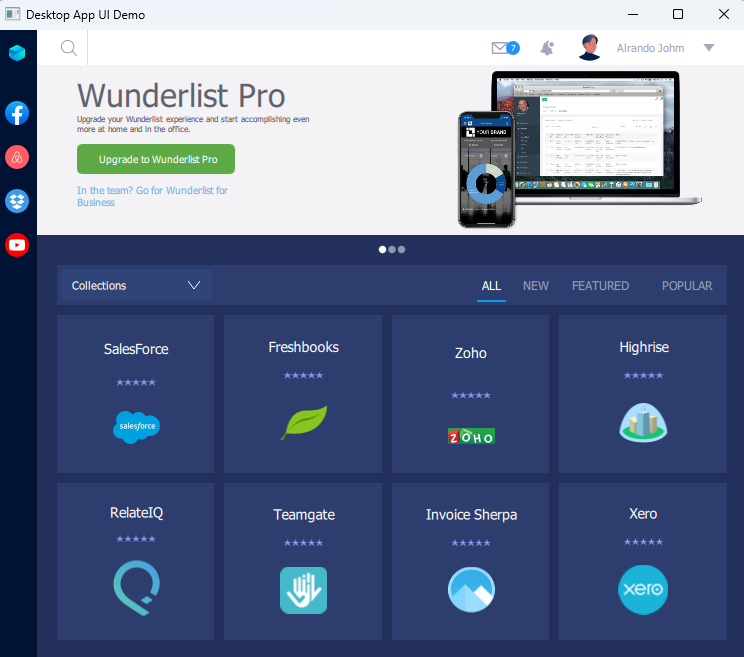 Desktop App UI Demo
7
Alrando Johm
Wunderlist Pro
Upgrade your Wunderlist experience and start accomplishing even
more at home and in the office.
Upgrade to Wunderlist Pro
In the team? Go for Wunderlist for
Business
YOUR BRAND
Collections
ALL NEW FEATURED POPULAR
SalesForce Freshbooks Zoho Highrise
salesforce
ZOHO
RelateIQ Teamgate Invoice Sherpa Xero
xero